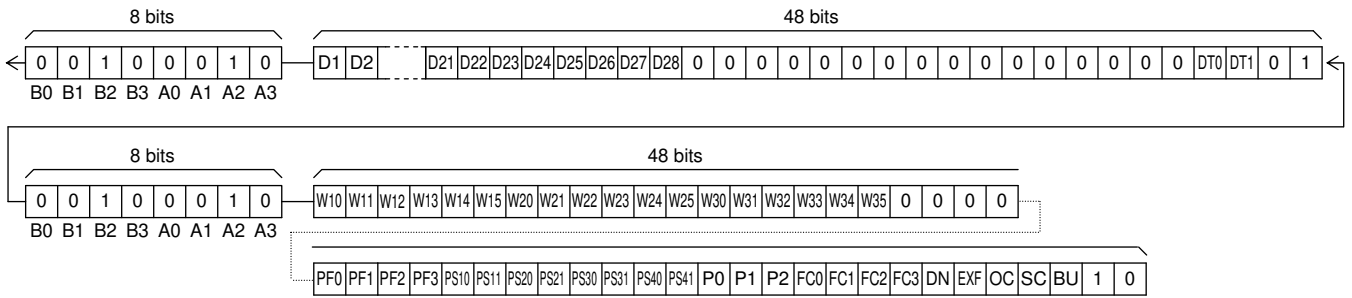 8 bits 48 bits
0 0 1 0 0 0 1 0 D1 D2 D21 D22 D23 D24 D25 D26 D27 D28 0 0 0 0 0 0 0 0 0 0 0 0 0 0 0 0 DT0 DT1 0 1
B0 B1 B2 B3 A0 A1 A2 A3
8 bits 48 bits
0 0 1 0 0 0 1 0 W10 W11 W12 W13 W14 W15 W20 W21 W22 W23 W24 W25 W30 W31 W32 W33 W34 W35 0 0 0 0
B0 B1 B2 B3 A0 A1 A2 A3
PF0 PF1 PF2 PF3 PS10 PS11 PS20 PS21 PS30 PS31 PS40 PS41 P0 P1 P2 FC0 FC1 FC2 FC3 DN EXF OC SC BU 1 0